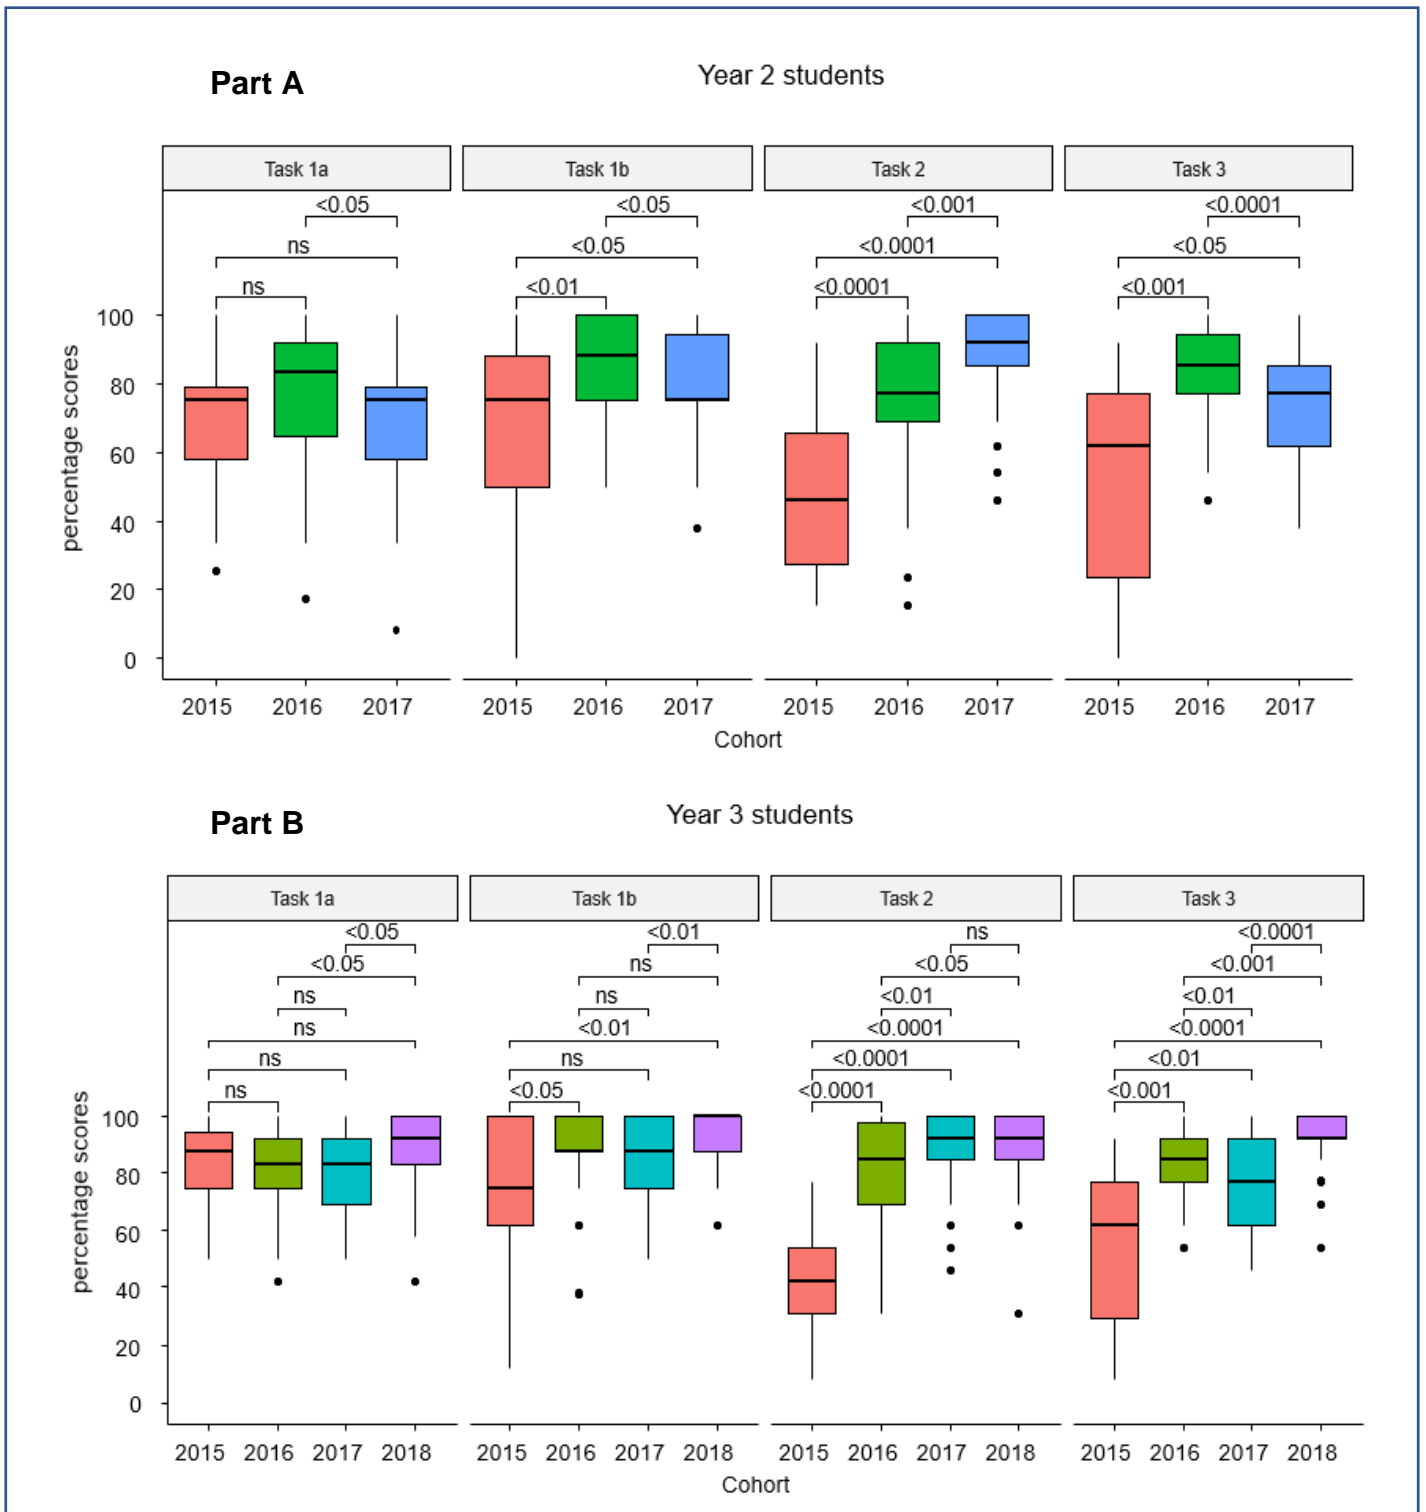 Part A
Year 2 students
Task 1a Task 1b Task 2 Task 3
<0.05 <0.05 <0.001 <0.0001
ns <0.05 <0.0001 <0.05
ns <0.01 <0.0001 <0.001
percentage scores
100
80
60
40
20
0
2015 2016 2017 2015 2016 2017 2015 2016 2017 2015 2016 2017
Cohort
Part B
Year 3 students
Task 1a Task 1b Task 2 Task 3
<0.05 <0.01 ns <0.0001
<0.05 ns <0.05 <0.001
ns ns <0.01 <0.01
ns <0.01 <0.0001 <0.0001
ns ns <0.0001 <0.01
ns <0.05 <0.0001 <0.001
percentage scores
100
80
60
40
20
0
2015 2016 2017 2018 2015 2016 2017 2018 2015 2016 2017 2018 2015 2016 2017 2018
Cohort